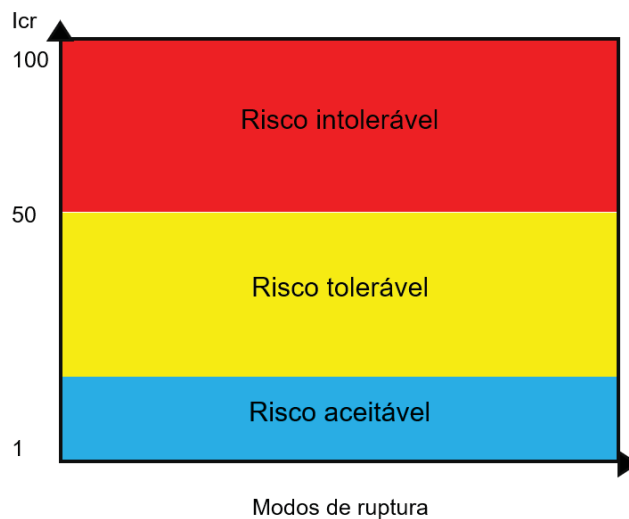 Icr
100
Risco intolerável
50
Risco tolerável
Risco aceitável
1
Modos de ruptura